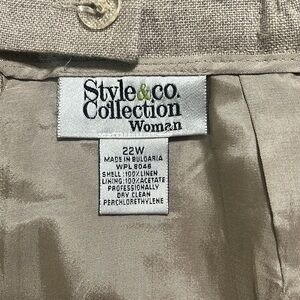 Style&co.
Collection
Woman
22W
MADE IN BULGARIA
WPL 8046
SHELL:100%LINEN
LINING:100%ACETATE
PROFESSIONALLY
DRY CLEAN
PERCHLORETHYLENE